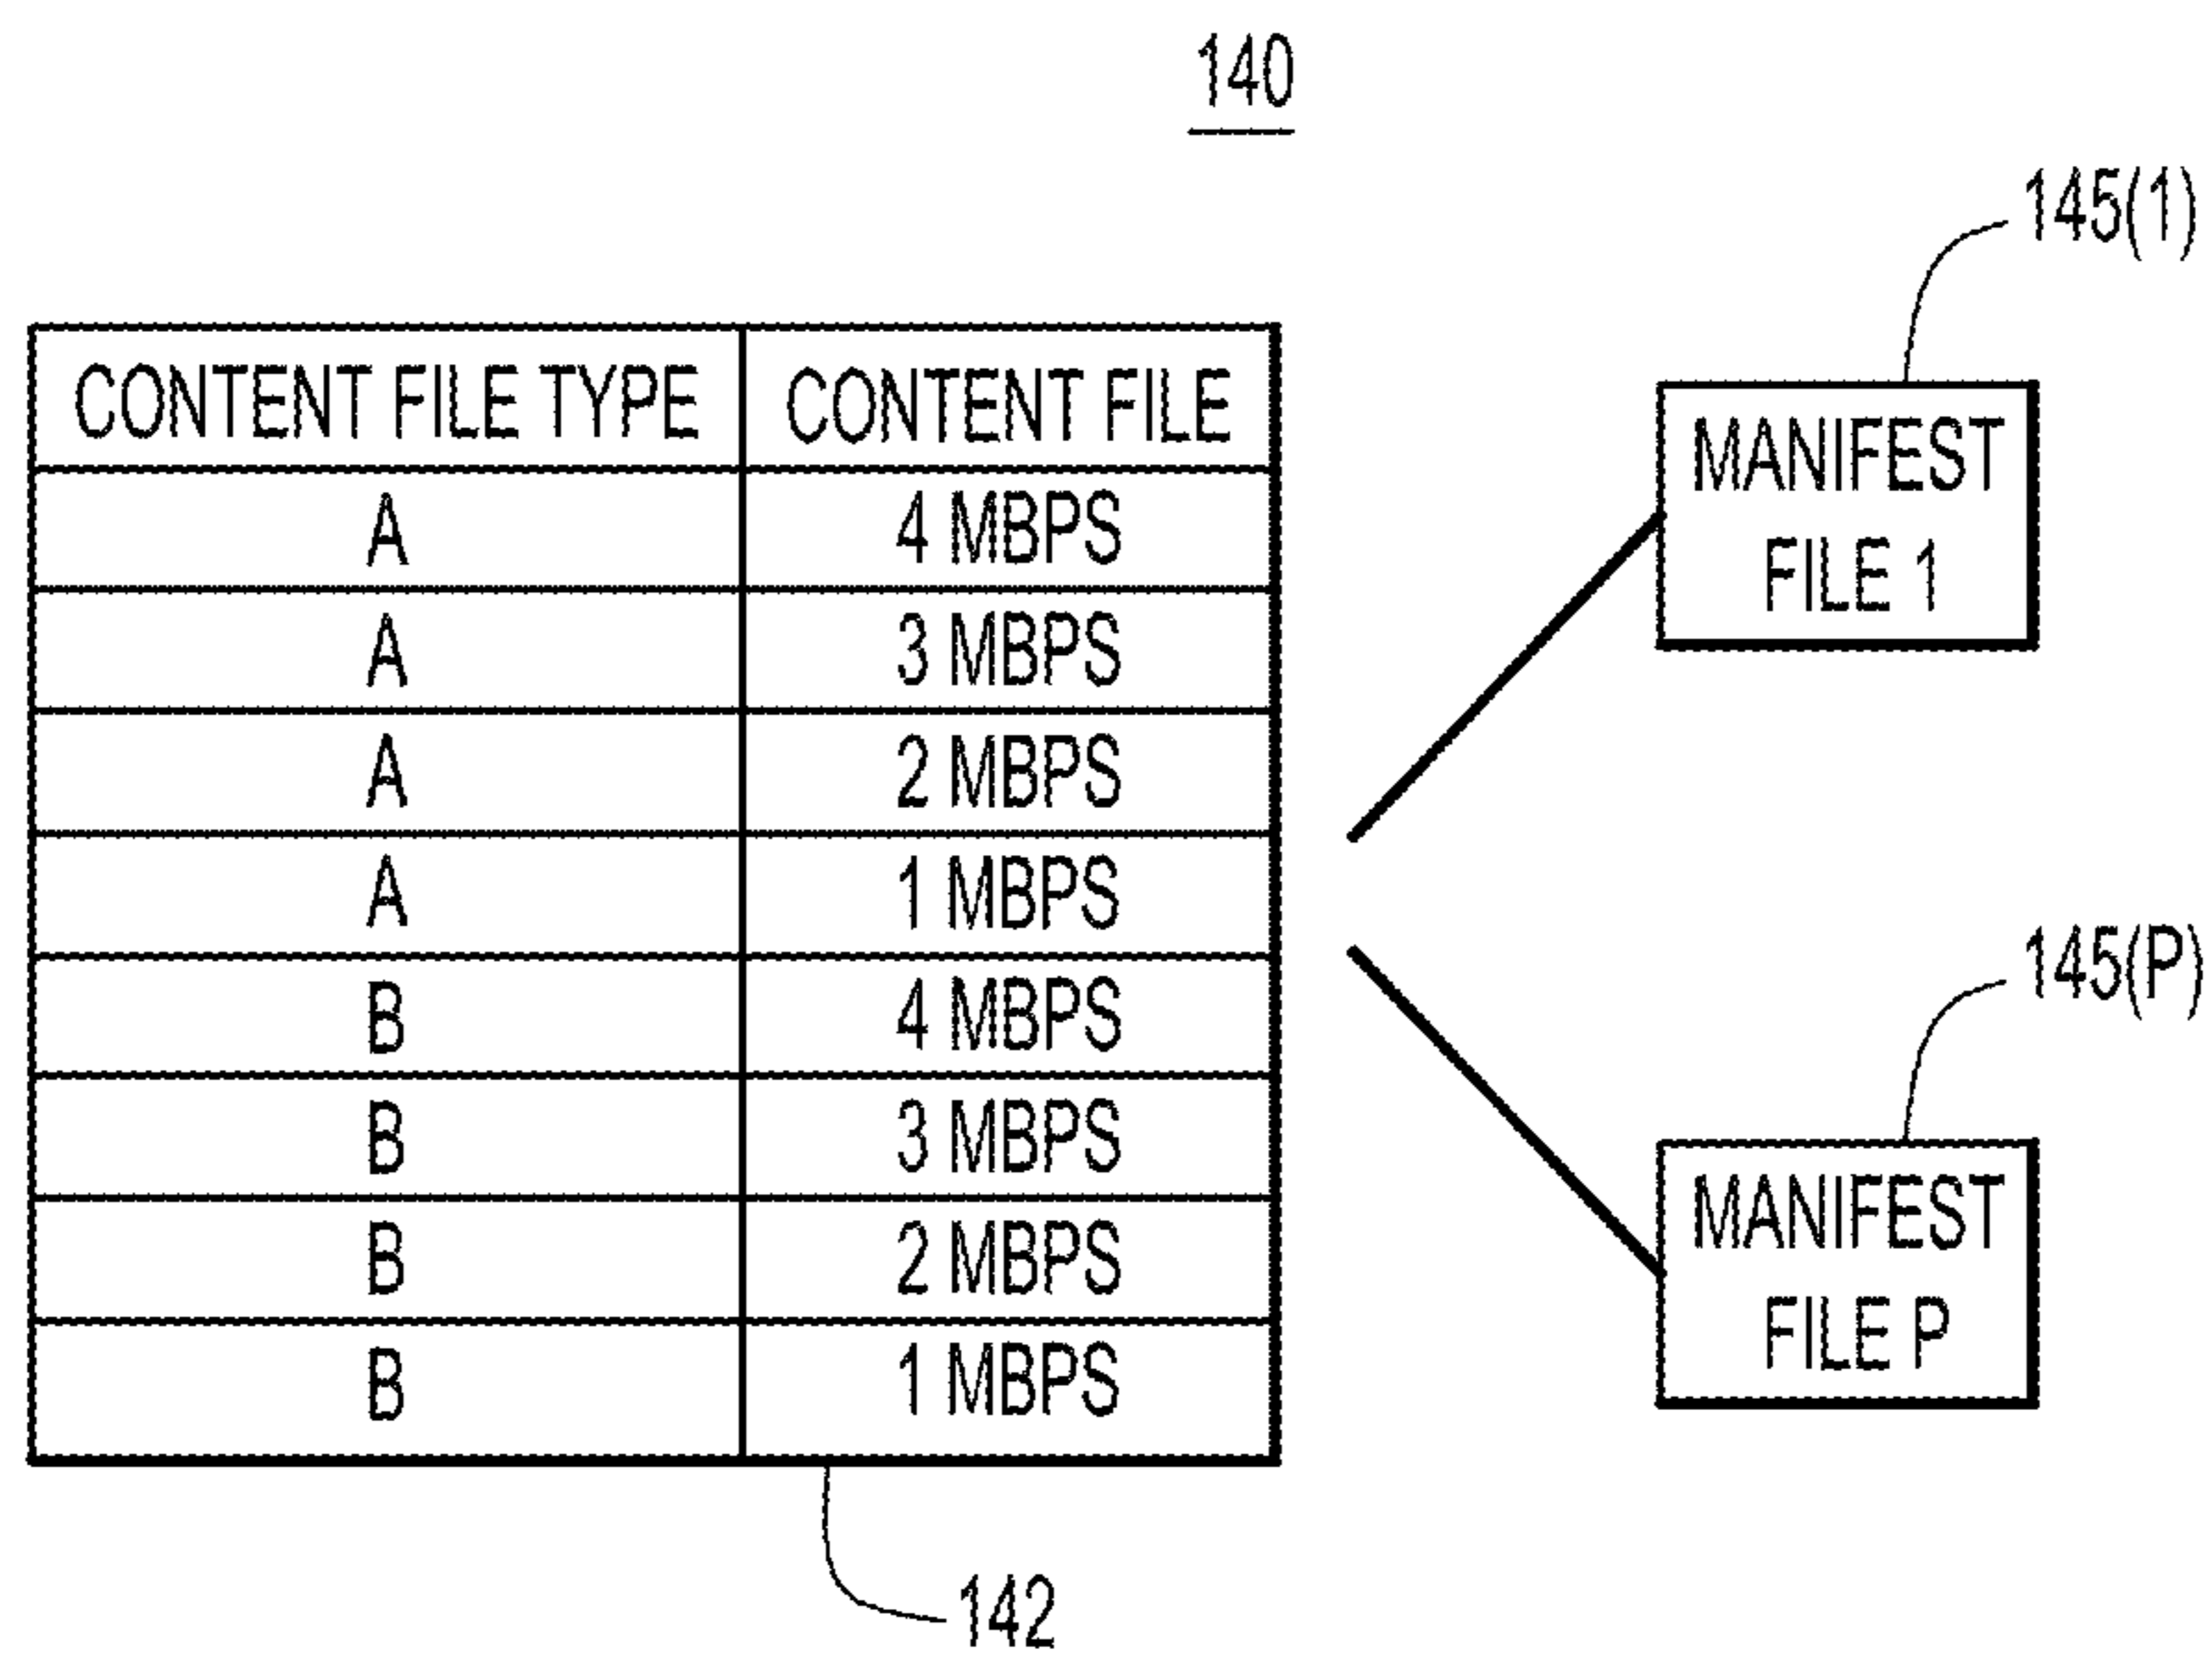 140
145(1)
CONTENT FILE TYPE CONTENT FILE
A 4 MBPS
A 3 MBPS
A 2 MBPS
A 1 MBPS
B 4 MBPS
B 3 MBPS
B 2 MBPS
B 1 MBPS
MANIFEST
FILE 1
145(P)
MANIFEST
FILE P
142